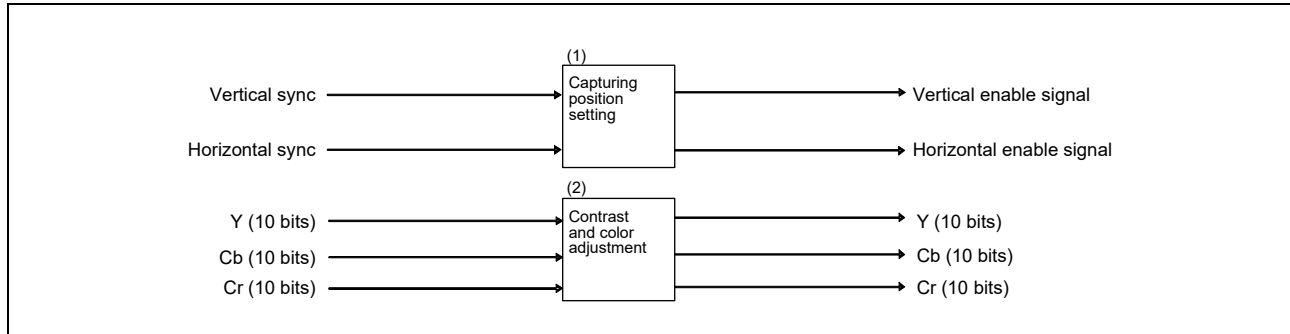 (1)
Capturing
position
setting
Vertical sync
Vertical enable signal
Horizontal sync
Horizontal enable signal
(2)
Contrast
and color
adjustment
Y (10 bits)
Y (10 bits)
Cb (10 bits)
Cb (10 bits)
Cr (10 bits)
Cr (10 bits)